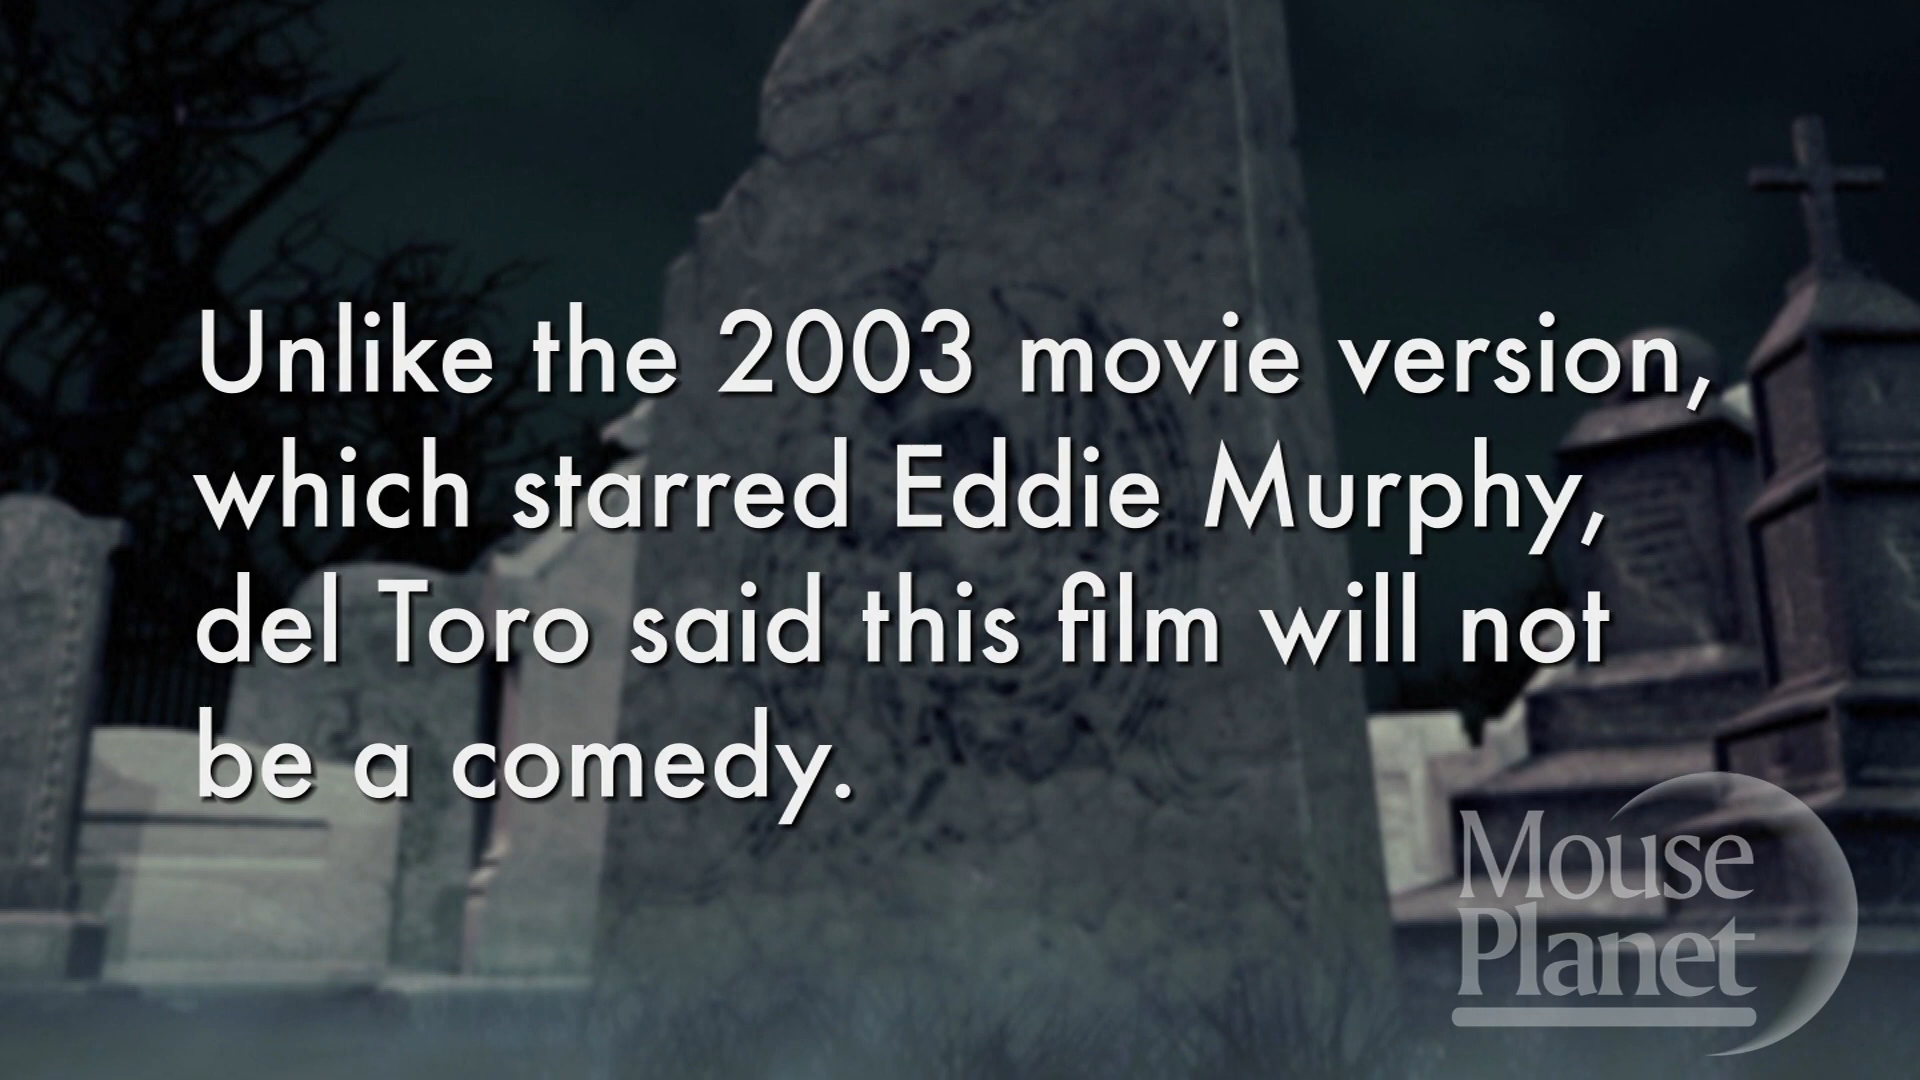 Unlike the 2003 movie version,
which starred Eddie Murphy,
del Toro said this film will not
be a comedy.
Mouse
Planet